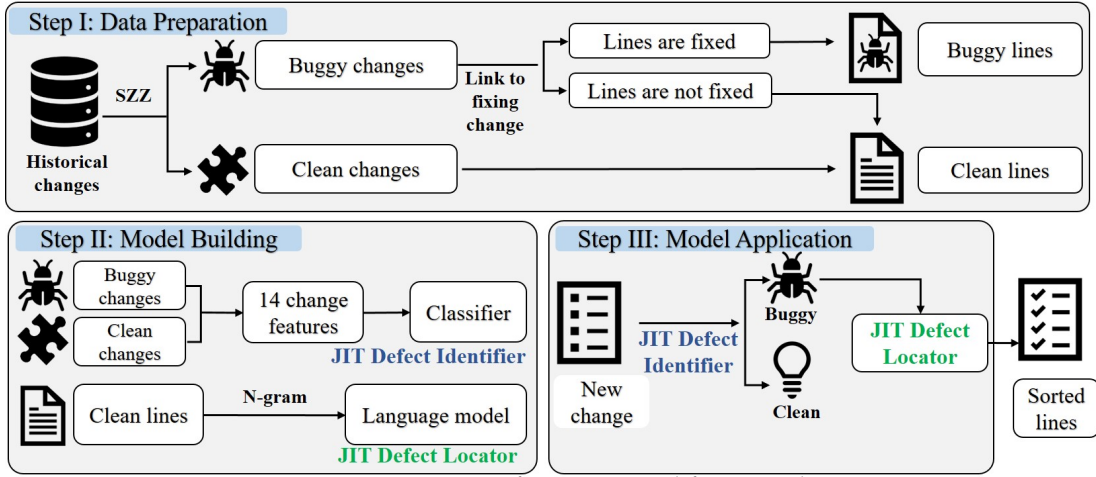 Step I: Data Preparation
Historical
changes
SZZ
Buggy changes
Clean changes
Link to
fixing
change
Lines are fixed
Lines are not fixed
Buggy lines
Clean lines
Step II: Model Building
Buggy
changes
Clean
changes
14 change
features
Classifier
JIT Defect Identifier
Clean lines
N-gram
Language model
JIT Defect Locator
Step III: Model Application
New
change
JIT Defect
Identifier
Buggy
Clean
JIT Defect
Locator
Sorted
lines